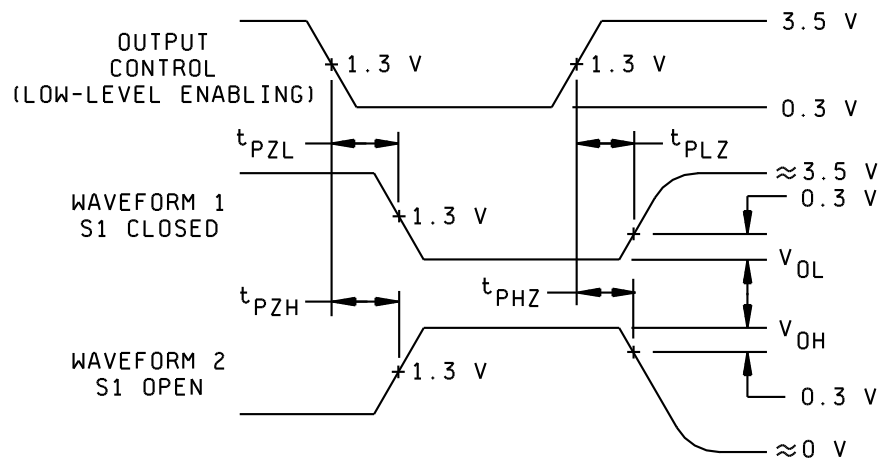 OUTPUT
CONTROL
(LOW-LEVEL ENABLING)
1.3 V
1.3 V
3.5 V
0.3 V
tPZL
tPLZ
≈3.5 V
0.3 V
WAVEFORM 1
S1 CLOSED
1.3 V
VOL
tPZH
tPHZ
VOH
WAVEFORM 2
S1 OPEN
1.3 V
0.3 V
≈0 V